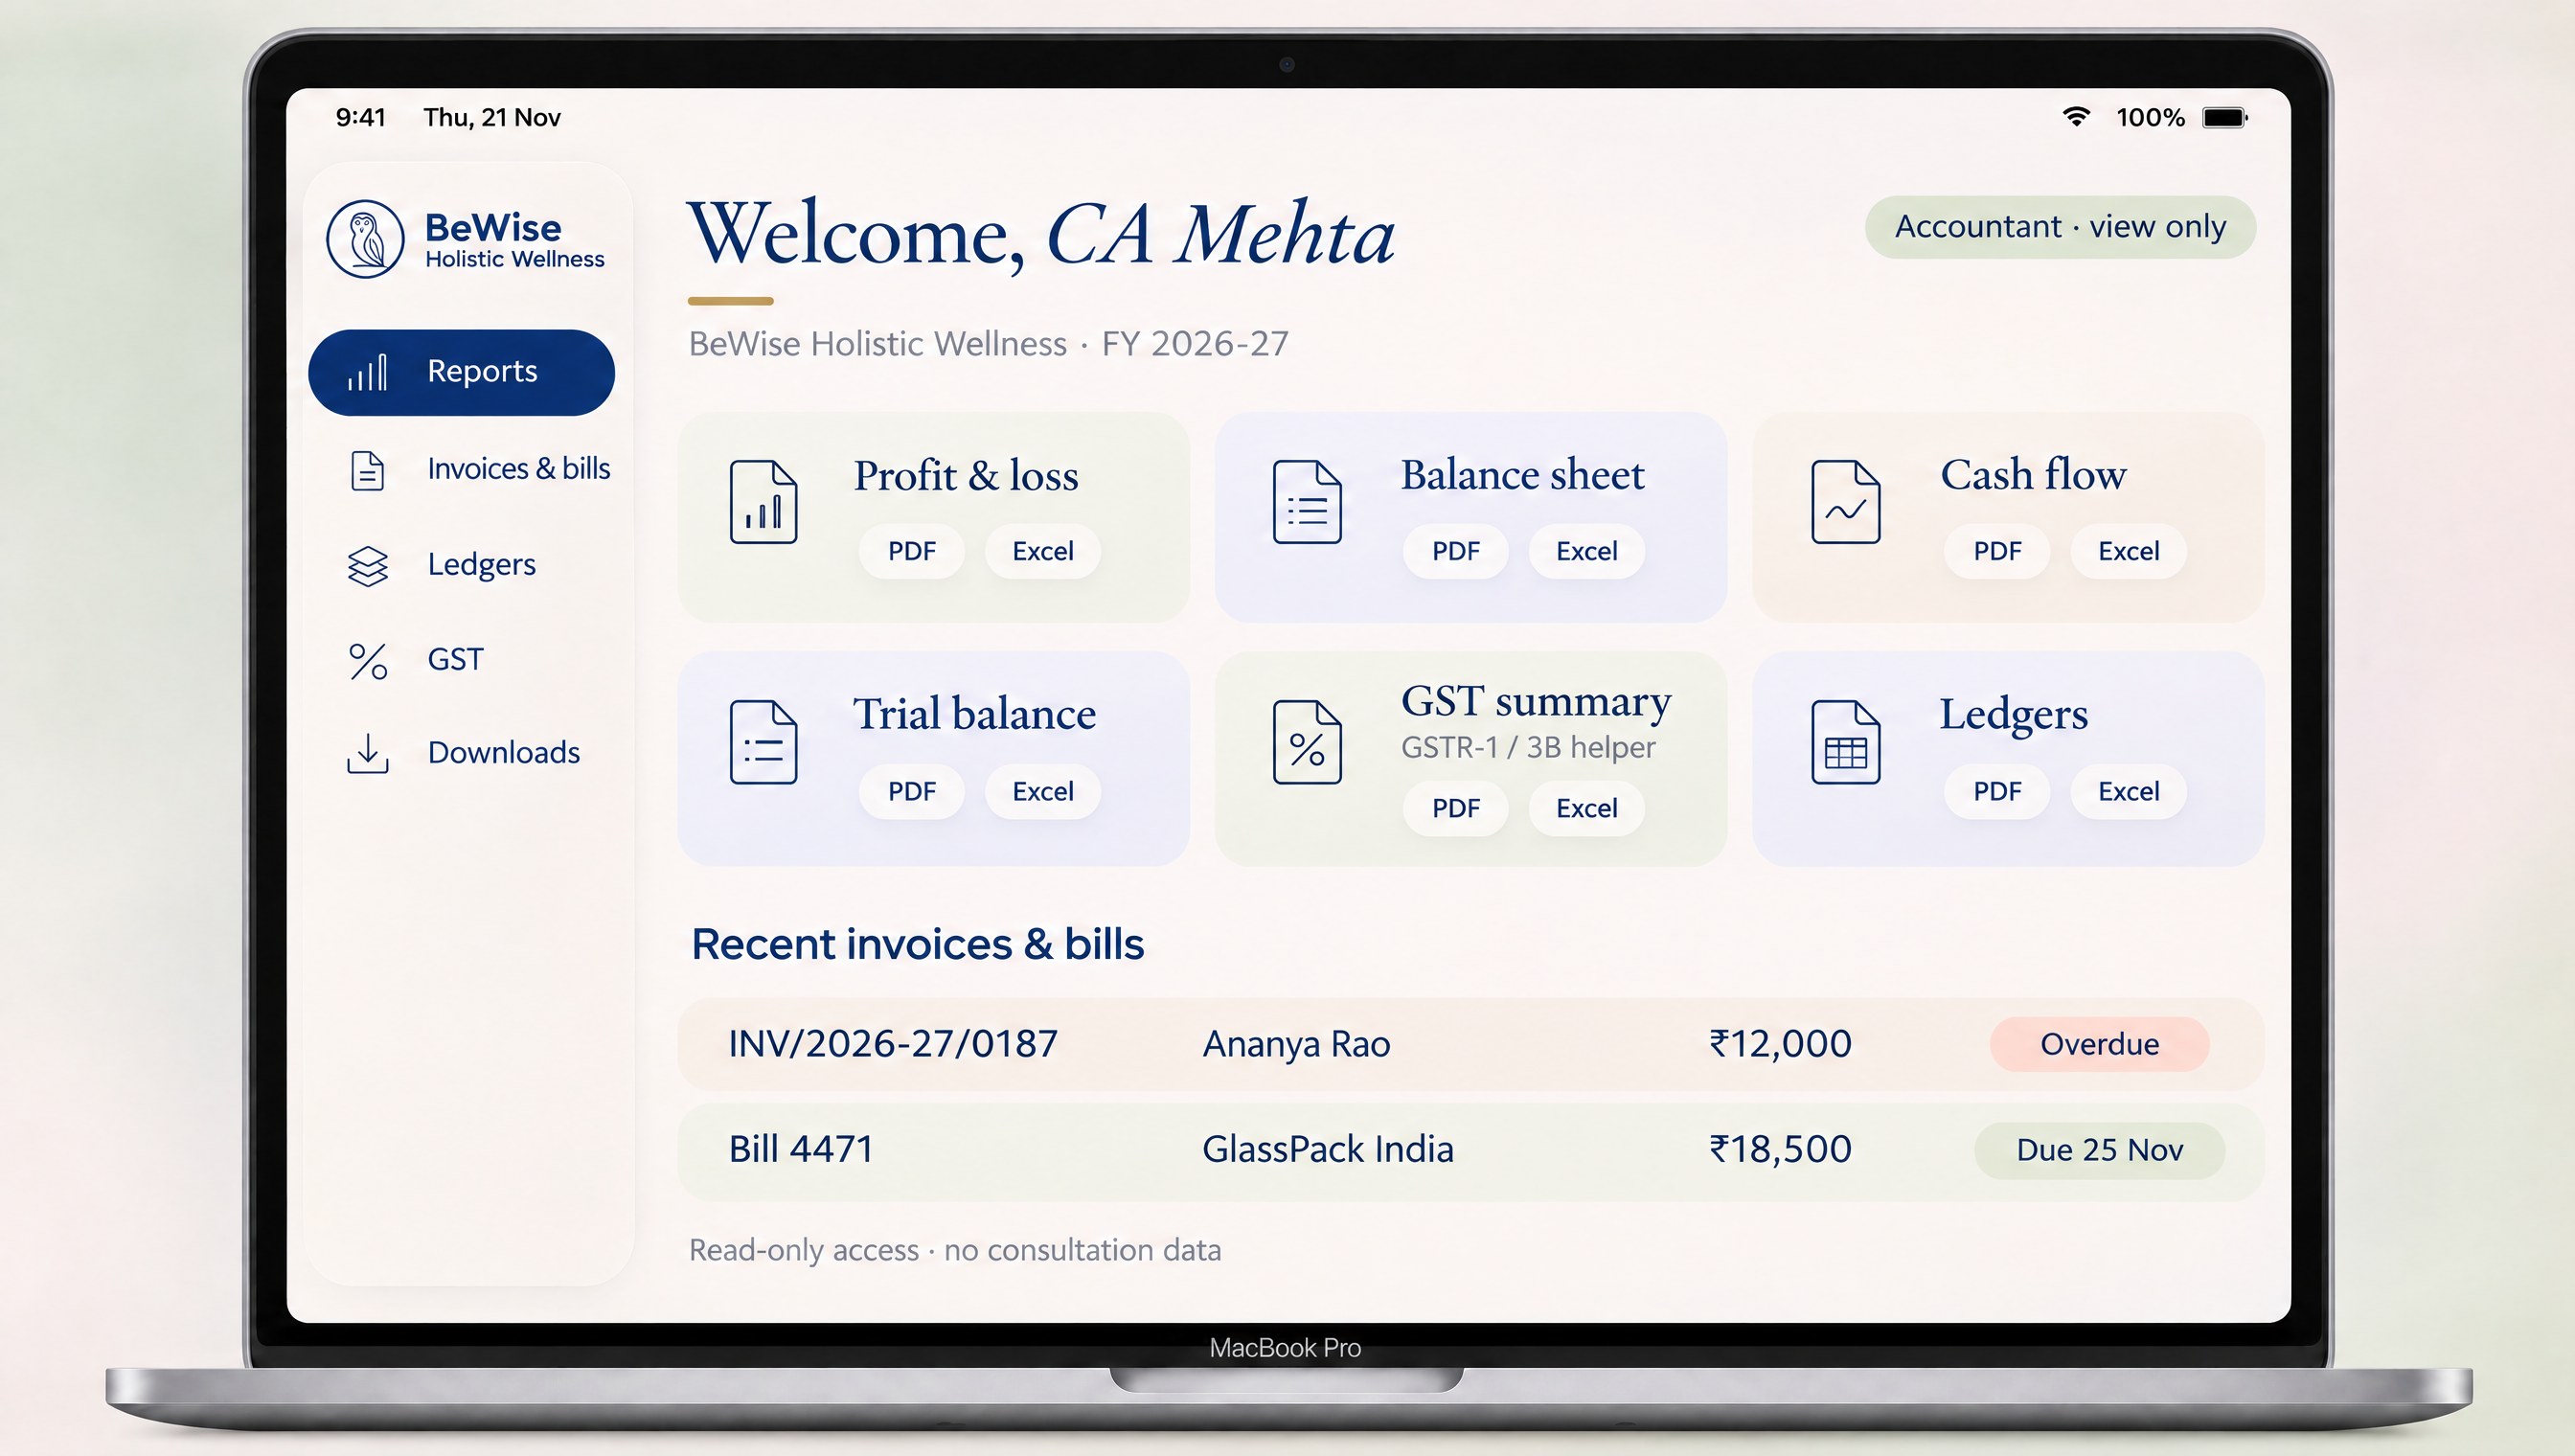 9:41 Thu, 21 Nov 100%
BeWise
Holistic Wellness
Reports
Invoices & bills
Ledgers
GST
Downloads
Welcome, CA Mehta
Accountant · view only
BeWise Holistic Wellness · FY 2026-27
Profit & loss
PDF Excel
Balance sheet
PDF Excel
Cash flow
PDF Excel
Trial balance
PDF Excel
GST summary
GSTR-1 / 3B helper
PDF Excel
Ledgers
PDF Excel
Recent invoices & bills
INV/2026-27/0187 Ananya Rao ₹12,000 Overdue
Bill 4471 GlassPack India ₹18,500 Due 25 Nov
Read-only access · no consultation data
MacBook Pro